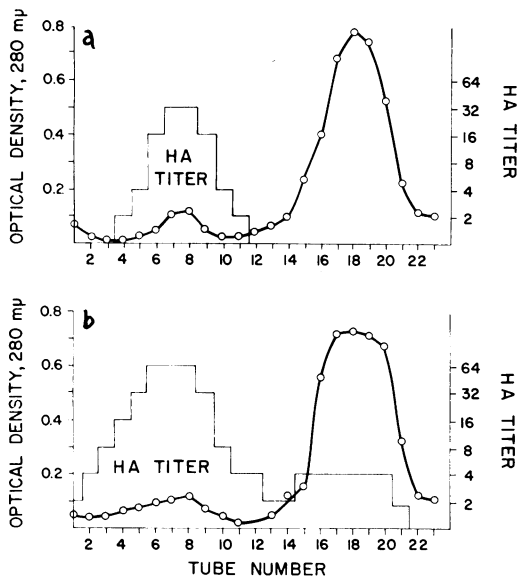 a
OPTICAL DENSITY, 280 mµ
0.8
0.6
0.4
0.2
HA
TITER
64
32
16
8
4
2
HA TITER
2 4 6 8 10 12 14 16 18 20 22
b
OPTICAL DENSITY, 280 mµ
0.8
0.6
0.4
0.2
HA TITER
64
32
16
8
4
2
HA TITER
2 4 6 8 10 12 14 16 18 20 22
TUBE NUMBER